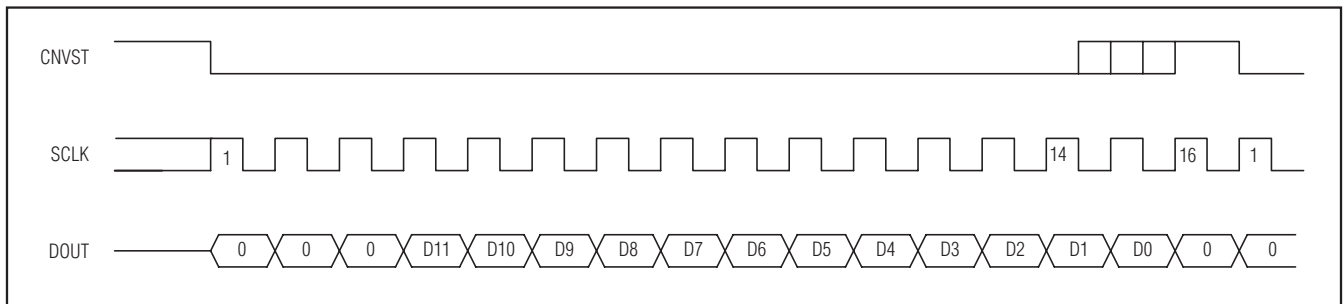 CNVST
SCLK 1 14 16 1
DOUT 0 0 0 D11 D10 D9 D8 D7 D6 D5 D4 D3 D2 D1 D0 0 0